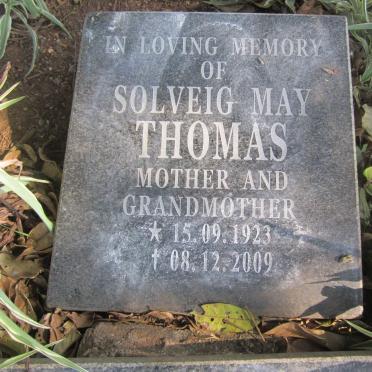 IN LOVING MEMORY
OF
SOLVEIG MAY
THOMAS
MOTHER AND
GRANDMOTHER
★ 15.09.1923
✝ 08.12.2009